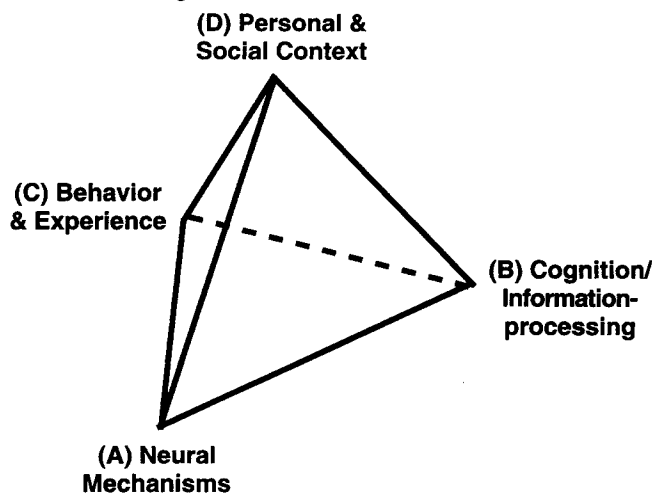 (D) Personal &
Social Context
(C) Behavior
& Experience
(B) Cognition/
Information-
processing
(A) Neural
Mechanisms